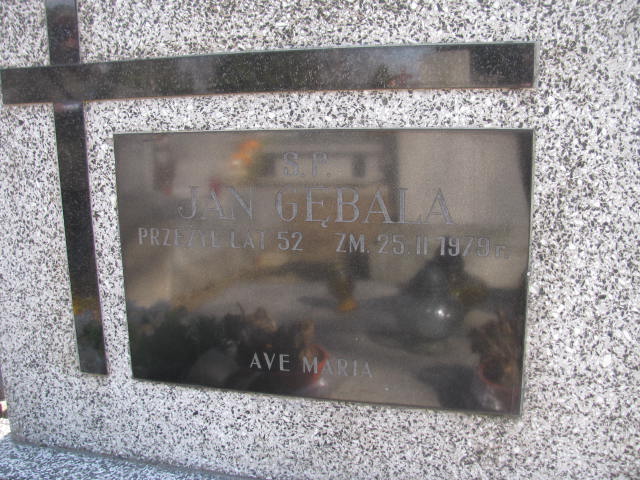 Ś.P.
JAN GĘBALA
PRZEŻYŁ LAT 52 ZM. 25.II 1979 r.
AVE MARIA